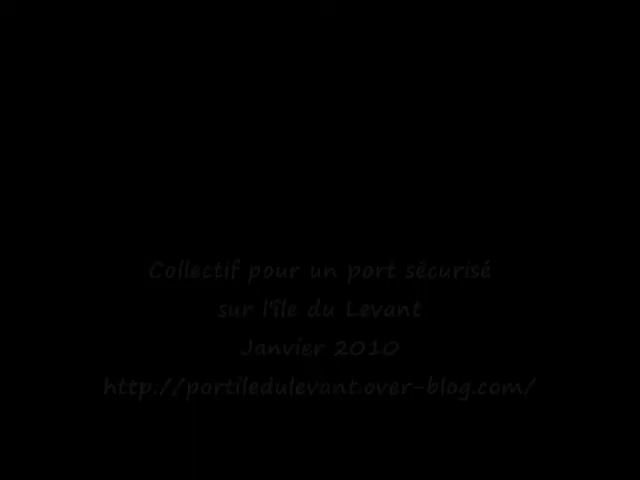 Collectif pour un port sécurisé
sur l'île du Levant
Janvier 2010
http://portiledulevant.over-blog.com/